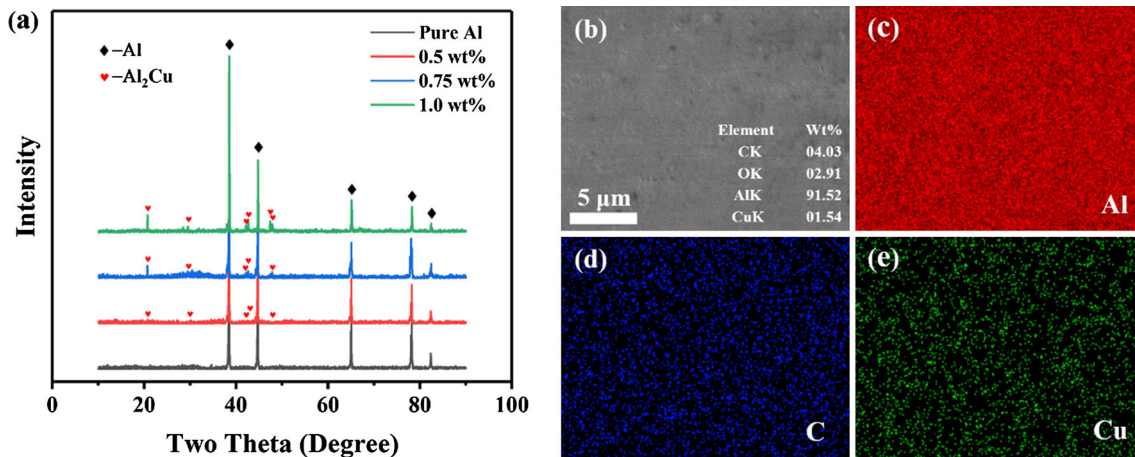 (a)
♦–Al
♥–Al₂Cu
Pure Al
0.5 wt%
0.75 wt%
1.0 wt%
Intensity
0 20 40 60 80 100
Two Theta (Degree)
(b)
Element Wt%
CK 04.03
OK 02.91
AlK 91.52
CuK 01.54
5 μm
(c)
Al
(d)
C
(e)
Cu